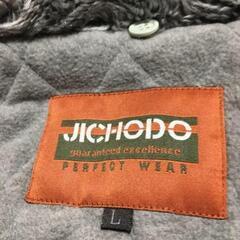 JICHODO
Guaranteed excellence
PERFECT WEAR
L